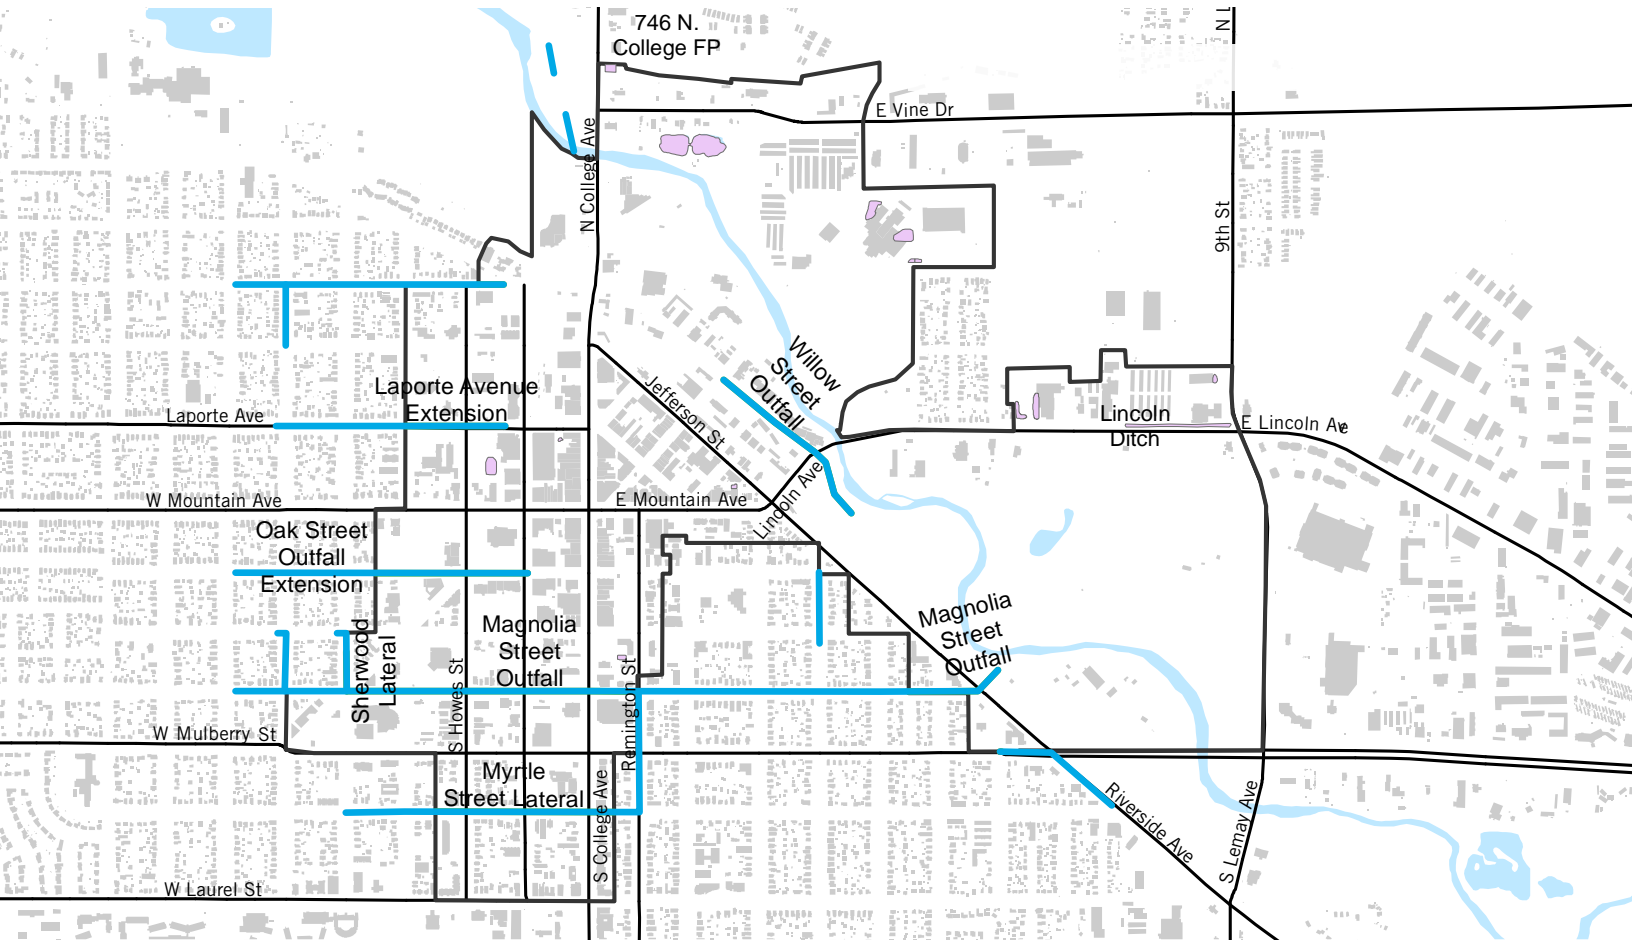 746 N.
College FP
N L
E Vine Dr
N College Ave
9th St
Willow
Street
Outfall
Jefferson St
Laporte Avenue
Extension
Laporte Ave
Lincoln
Ditch
E Lincoln Ave
W Mountain Ave
E Mountain Ave
Lincoln Ave
Oak Street
Outfall
Extension
Magnolia
Street
Outfall
Magnolia
Street
Outfall
Sherwood
Lateral
S Howes St
Remington St
W Mulberry St
Myrtle
Street Lateral
S College Ave
Riverside Ave
S Lemay Ave
W Laurel St